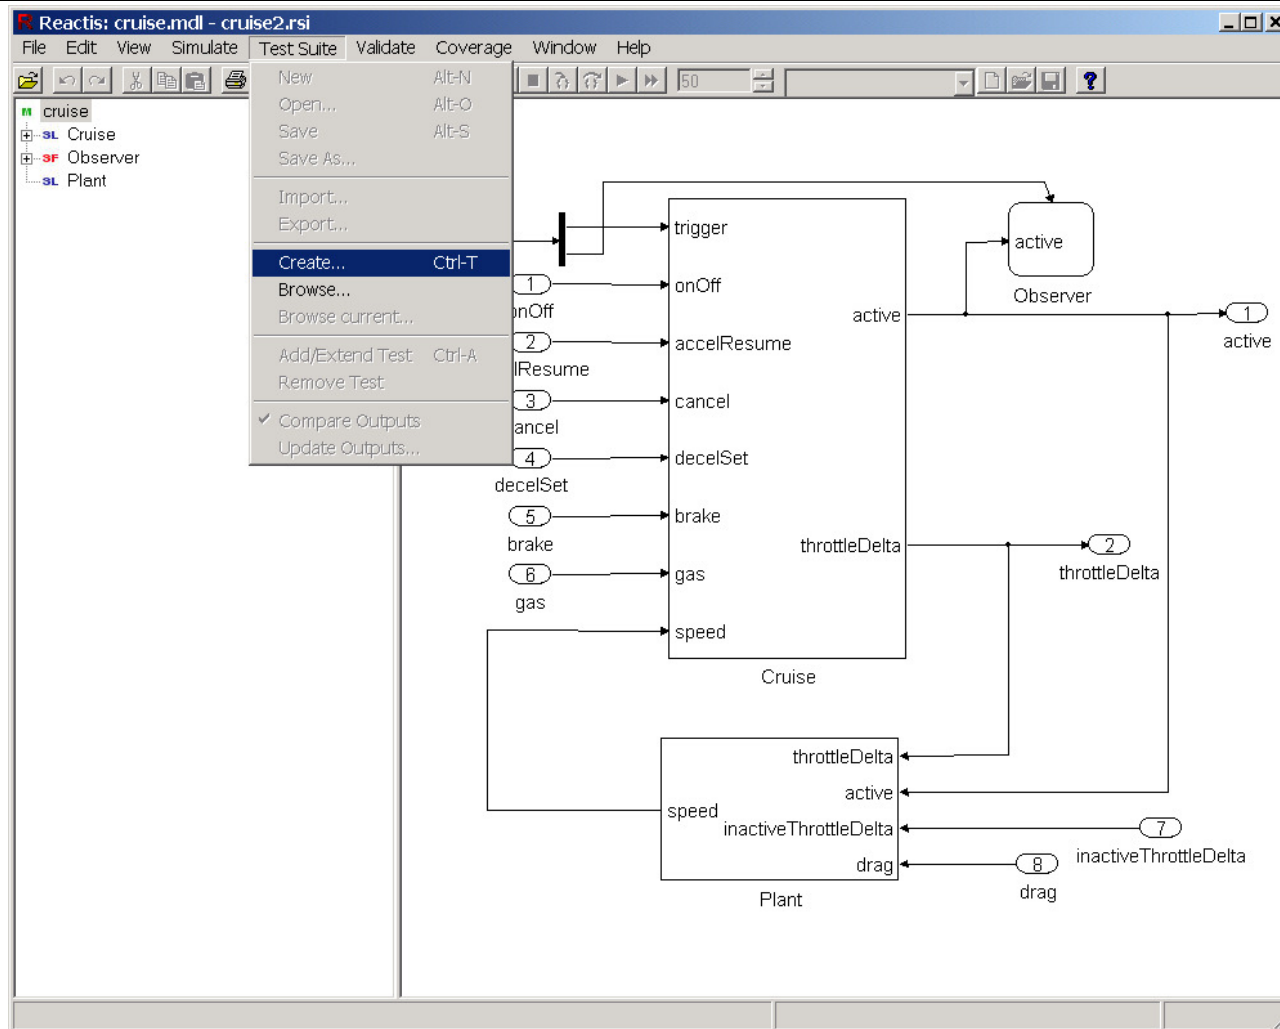 Reactis: cruise.mdl - cruise2.rsi
File Edit View Simulate Test Suite Validate Coverage Window Help
50
M cruise
SL Cruise
SF Observer
SL Plant
New Alt-N
Open... Alt-O
Save Alt-S
Save As...
Import...
Export...
Create... Ctrl-T
Browse...
Browse current...
Add/Extend Test Ctrl-A
Remove Test
Compare Outputs
Update Outputs...
trigger
onOff
accelResume
cancel
decelSet
brake
gas
speed
active
throttleDelta
Cruise
1
nOff
2
lResume
3
ancel
4
decelSet
5
brake
6
gas
active
Observer
1
active
2
throttleDelta
throttleDelta
active
speed
inactiveThrottleDelta
drag
Plant
7
inactiveThrottleDelta
8
drag